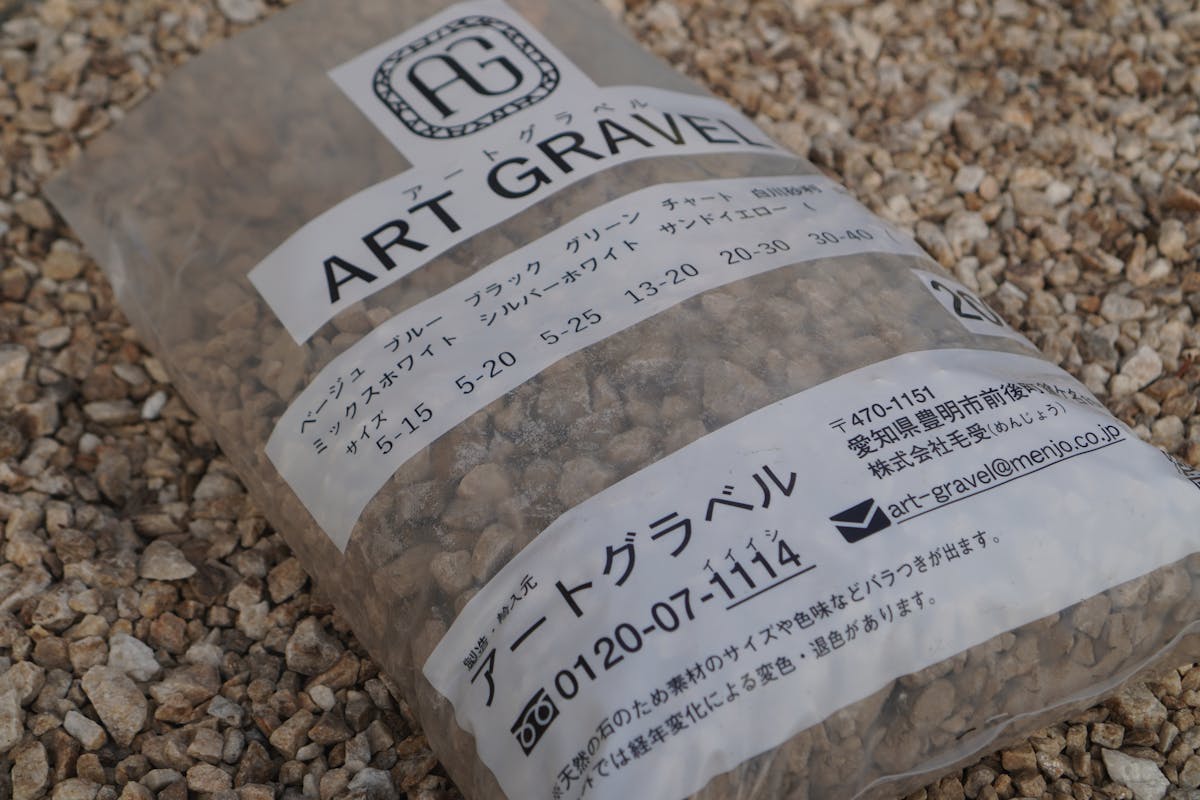 AG
アートグラベル
ART GRAVEL
ベージュ ブルー ブラック グリーン チャート 白川砂利
ミックスホワイト シルバーホワイト サンドイエロー (
サイズ
5-15 5-20 5-25 13-20 20-30 30-40 (
20
製造・輸入元
アートグラベル
イイイシ
0120-07-1114
〒470-1151
愛知県豊明市前後町
株式会社毛受(めんじょう)
art-gravel@menjo.co.jp
※天然の石のため素材のサイズや色味などバラつきが出ます。
では経年変化による変色・退色があります。